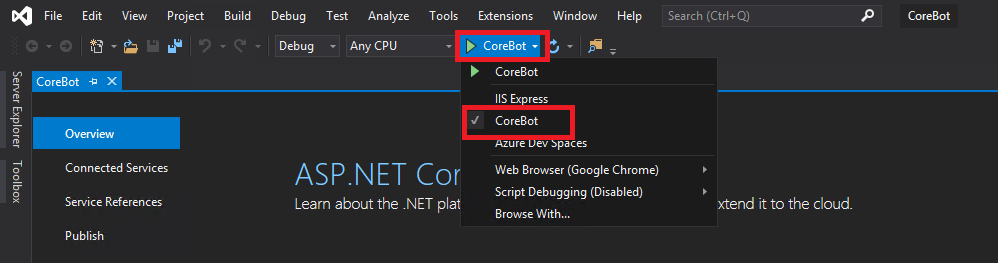 File Edit View Project Build Debug Test Analyze Tools Extensions Window Help Search (Ctrl+Q) CoreBot
Debug Any CPU CoreBot
Server Explorer
Toolbox
CoreBot
Overview
Connected Services
Service References
Publish
ASP.NET Cor
Learn about the .NET plat xtend it to the cloud.
CoreBot
IIS Express
CoreBot
Azure Dev Spaces
Web Browser (Google Chrome)
Script Debugging (Disabled)
Browse With...